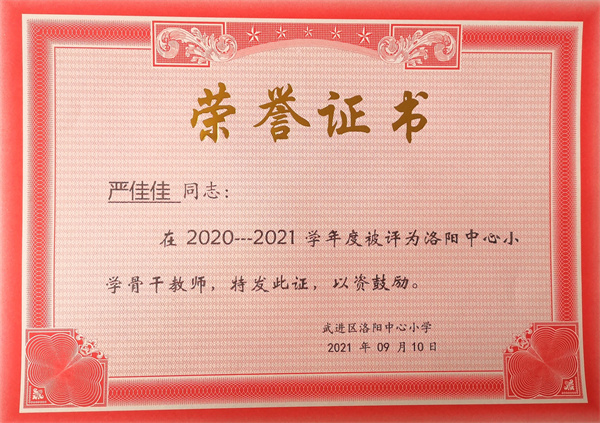 荣誉证书
严佳佳 同志：
在 2020---2021 学年度被评为洛阳中心小
学骨干教师，特发此证，以资鼓励。
武进区洛阳中心小学
2021 年 09 月 10 日